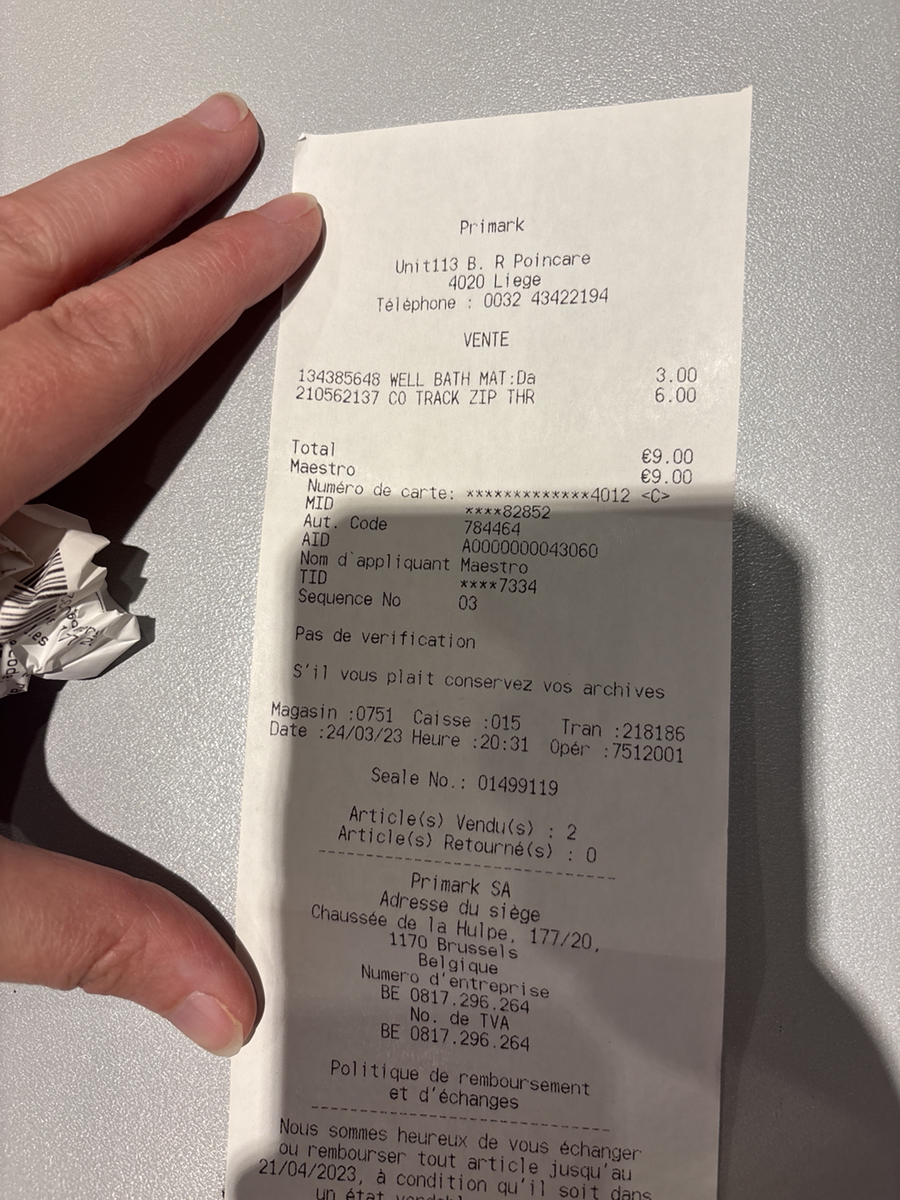 Primark
Unit113 B. R Poincare
4020 Liege
Téléphone : 0032 43422194
VENTE
134385648 WELL BATH MAT:Da 3.00
210562137 CO TRACK ZIP THR 6.00
Total €9.00
Maestro €9.00
Numéro de carte: *************4012 <C>
MID ****82852
Aut. Code 784464
AID A0000000043060
Nom d`appliquant Maestro
TID ****7334
Sequence No 03
Pas de verification
S'il vous plait conservez vos archives
Magasin :0751 Caisse :015 Tran :218186
Date :24/03/23 Heure :20:31 Opér :7512001
Seale No.: 01499119
Article(s) Vendu(s) : 2
Article(s) Retourné(s) : 0
Primark SA
Adresse du siège
Chaussée de la Hulpe, 177/20,
1170 Brussels
Belgique
Numero d'entreprise
BE 0817.296.264
No. de TVA
BE 0817.296.264
Politique de remboursement
et d'échanges
Nous sommes heureux de vous échanger
ou rembourser tout article jusqu'au
21/04/2023, à condition qu'il soit dans
un état